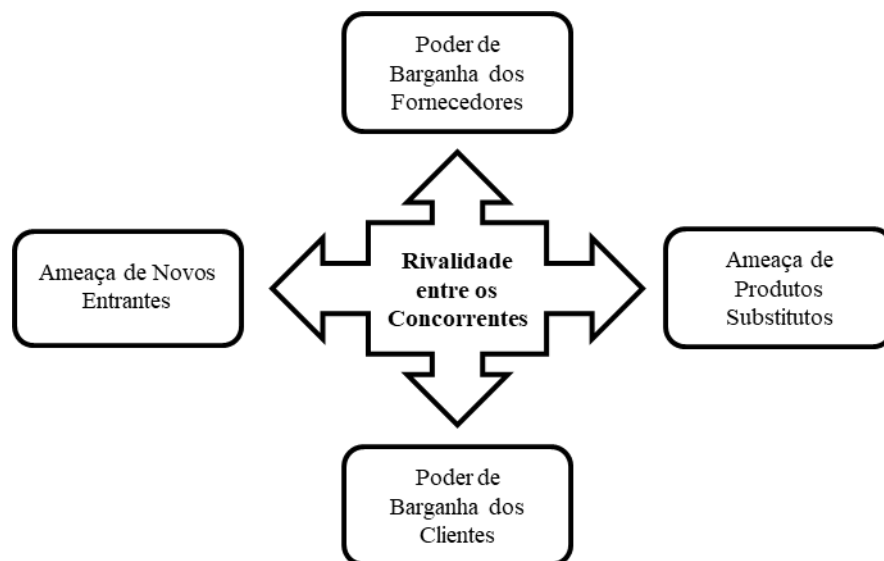 Poder de
Barganha dos
Fornecedores
Ameaça de Novos
Entrantes
Rivalidade
entre os
Concorrentes
Ameaça de
Produtos
Substitutos
Poder de
Barganha dos
Clientes